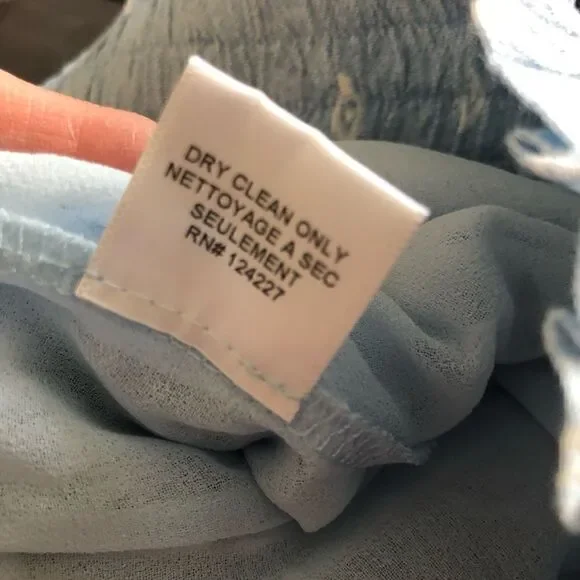 DRY CLEAN ONLY
NETTOYAGE A SEC
SEULEMENT
RN# 124227